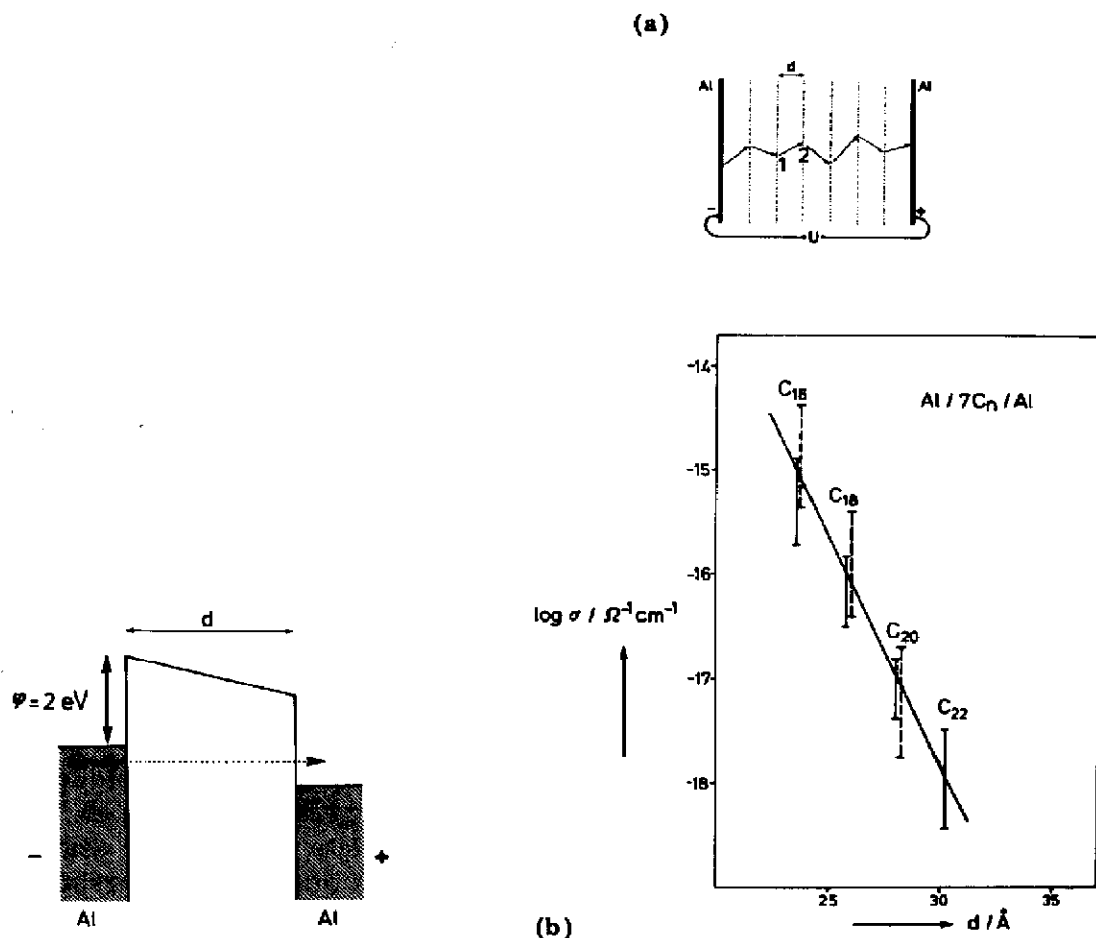 (a)
d
Al Al
1 2
- +
U
-14
C16 Al / 7Cn / Al
-15
C18
-16
log σ / Ω⁻¹cm⁻¹
C20
-17
C22
-18
25 30 35
d / Å
d
φ = 2 eV
- +
Al Al
(b)